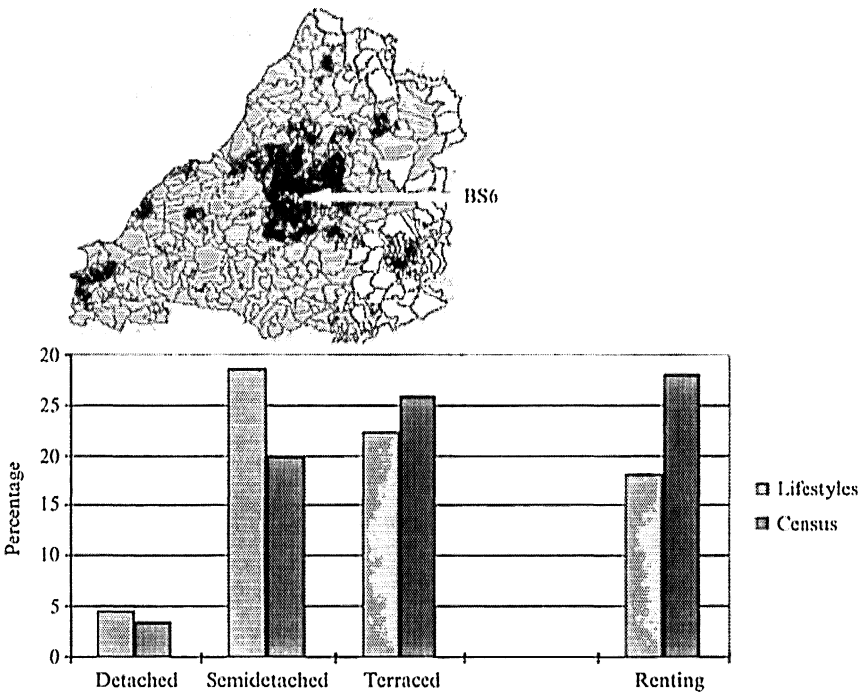 BS6
20
25
20
15
10
5
0
Percentage
Detached Semidetached Terraced Renting
Lifestyles
Census